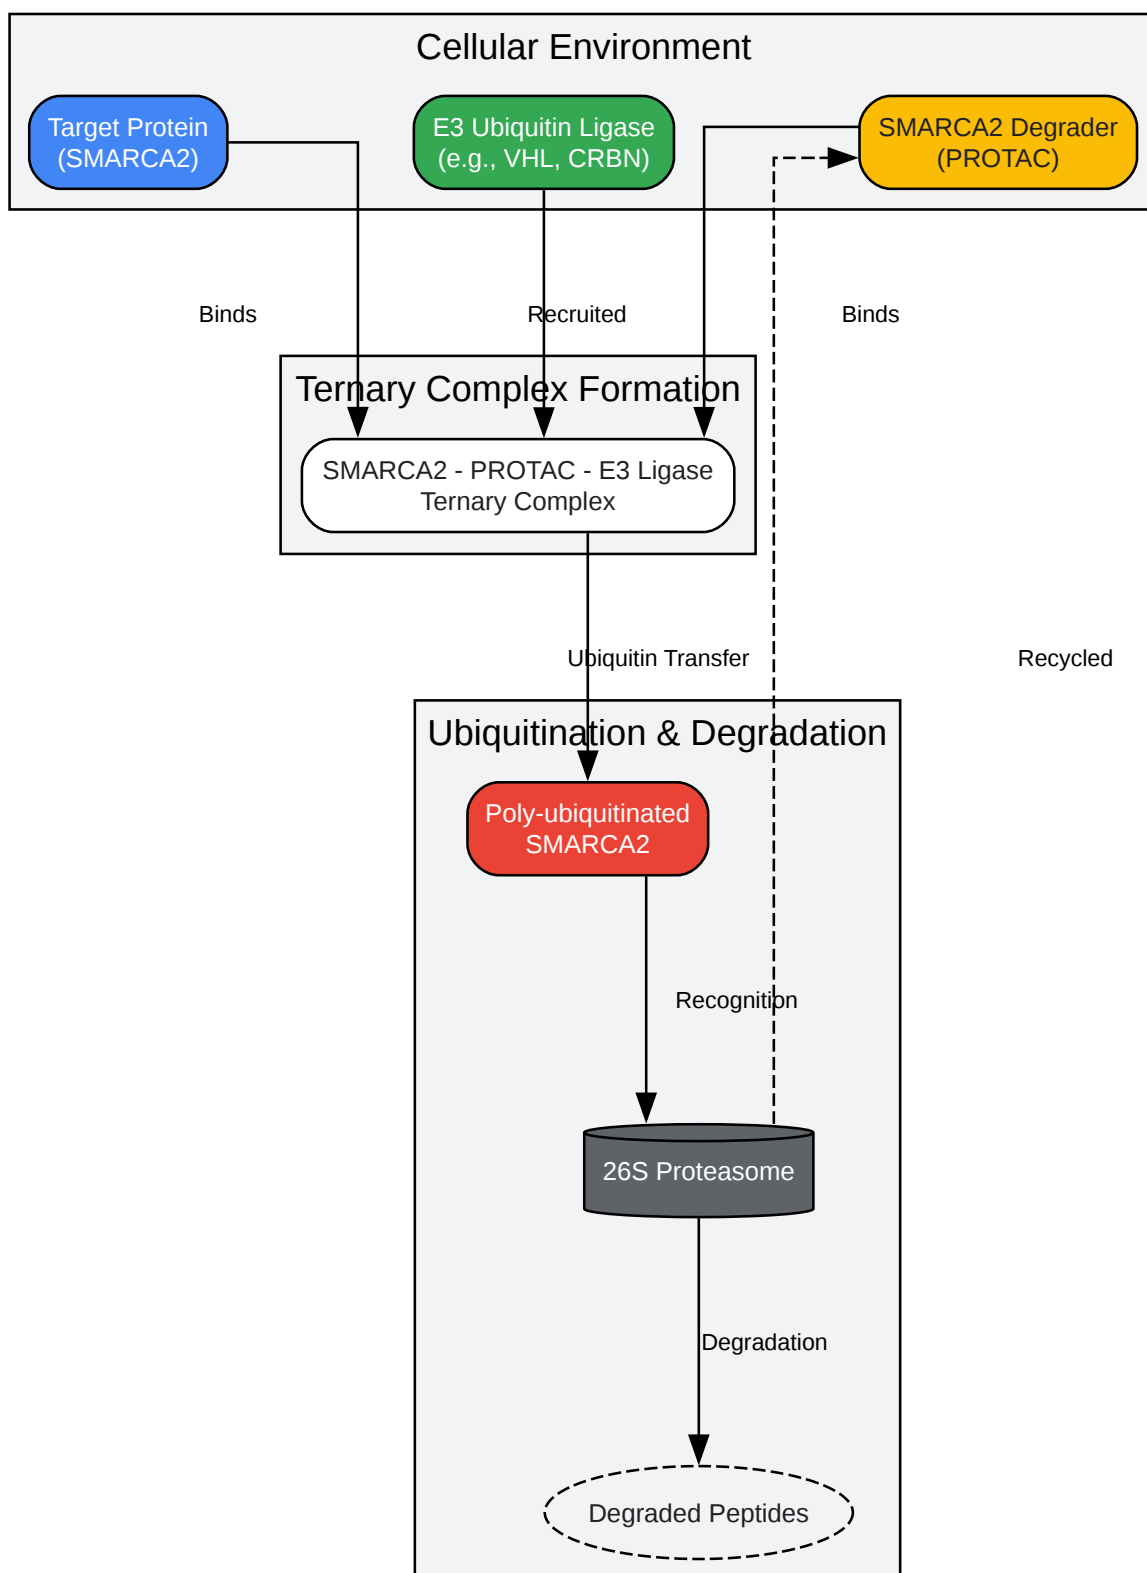 Cellular Environment
Target Protein
(SMARCA2)
E3 Ubiquitin Ligase
(e.g., VHL, CRBN)
SMARCA2 Degrader
(PROTAC)
Binds
Recruited
Binds
Ternary Complex Formation
SMARCA2 - PROTAC - E3 Ligase
Ternary Complex
Ubiquitin Transfer
Recycled
Ubiquitination & Degradation
Poly-ubiquitinated
SMARCA2
Recognition
26S Proteasome
Degradation
Degraded Peptides